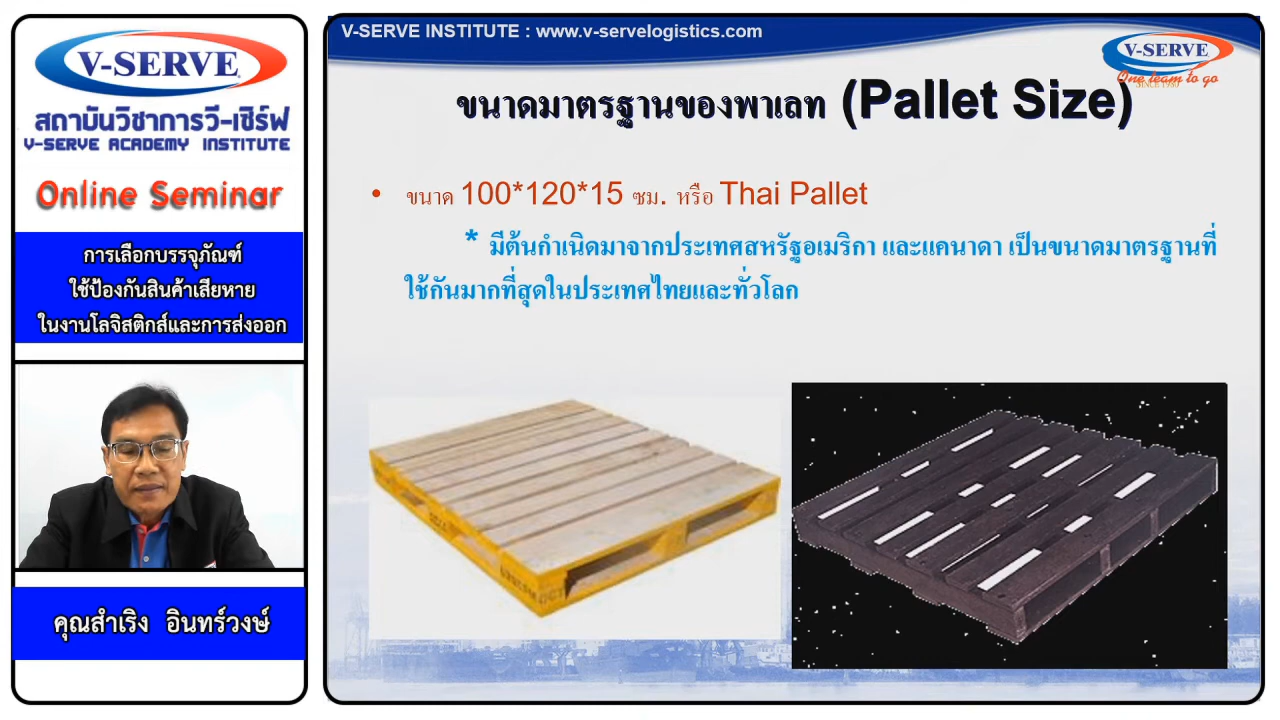 V-SERVE
สถาบันวิชาการวี-เซิร์ฟ
V-SERVE ACADEMY INSTITUTE
Online Seminar
การเลือกบรรจุภัณฑ์
ใช้ป้องกันสินค้าเสียหาย
ในงานโลจิสติกส์และการส่งออก
คุณสำเริง อินทร์วงษ์
V-SERVE INSTITUTE : www.v-servelogistics.com
V-SERVE
One team to go
SINCE 1980
ขนาดมาตรฐานของพาเลท (Pallet Size)
• ขนาด 100*120*15 ซม. หรือ Thai Pallet
* มีต้นกำเนิดมาจากประเทศสหรัฐอเมริกา และแคนาดา เป็นขนาดมาตรฐานที่
ใช้กันมากที่สุดในประเทศไทยและทั่วโลก